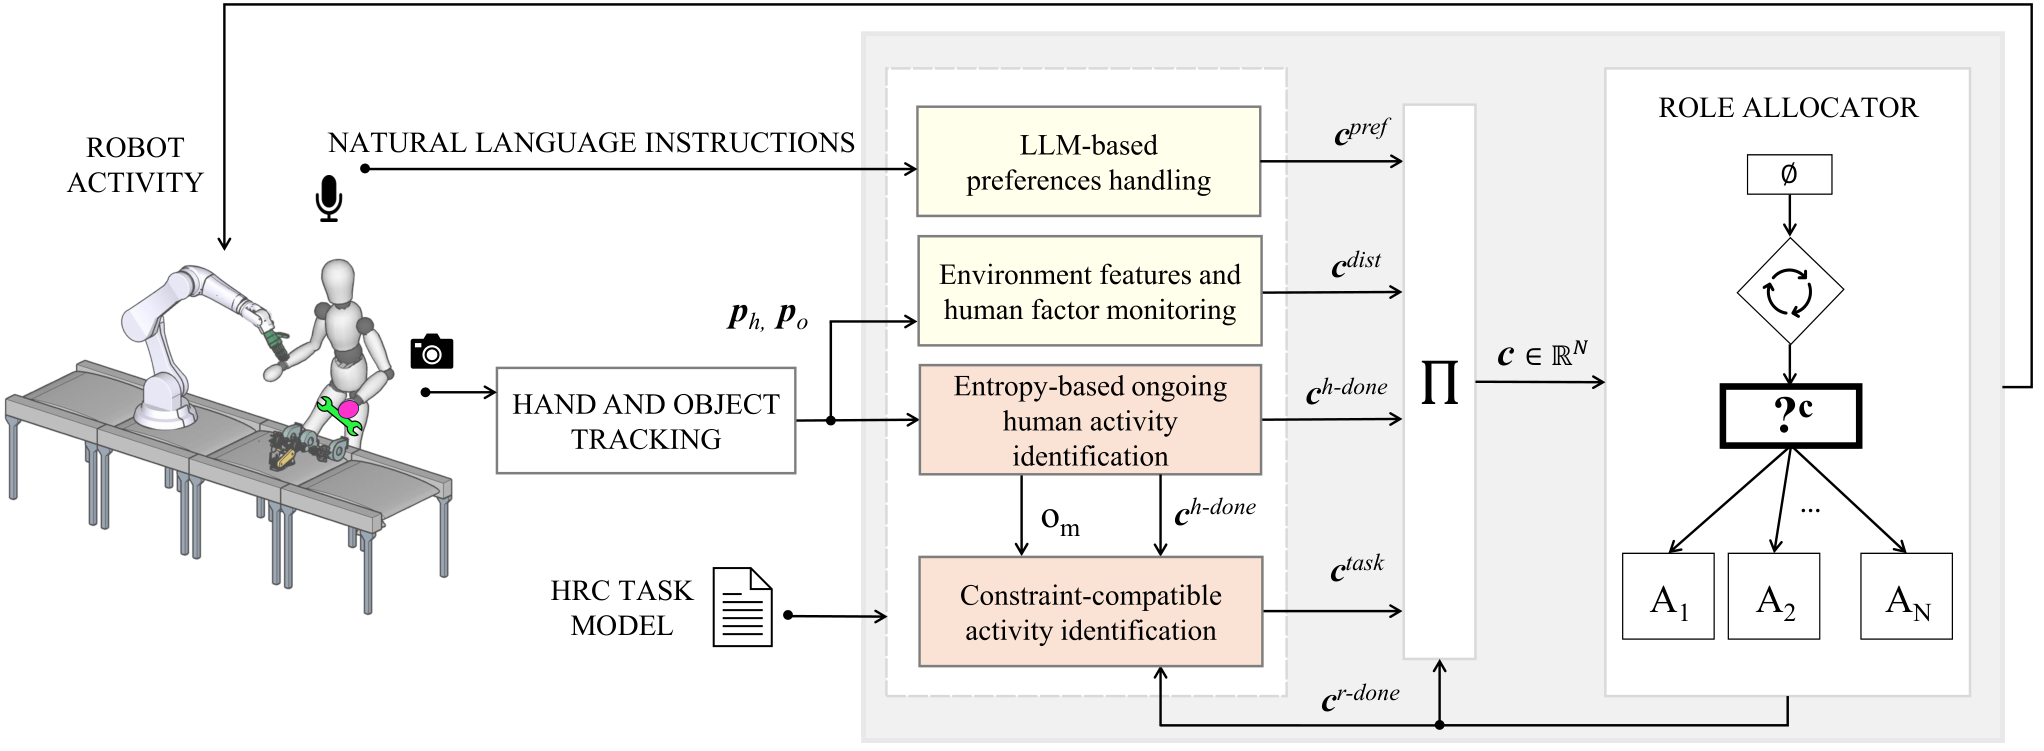 ROBOT
ACTIVITY
NATURAL LANGUAGE INSTRUCTIONS
p_h, p_o
HAND AND OBJECT
TRACKING
HRC TASK
MODEL
LLM-based
preferences handling
Environment features and
human factor monitoring
Entropy-based ongoing
human activity
identification
o_m
c^{h-done}
Constraint-compatible
activity identification
c^{pref}
c^{dist}
c^{h-done}
c^{task}
c^{r-done}
∏
c ∈ ℝ^N
ROLE ALLOCATOR
∅
?^c
...
A_1
A_2
A_N